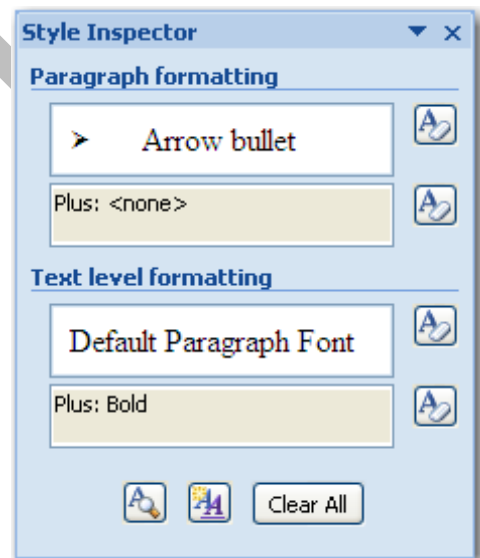 Style Inspector
Paragraph formatting
➢ Arrow bullet
Plus: <none>
Text level formatting
Default Paragraph Font
Plus: Bold
Clear All